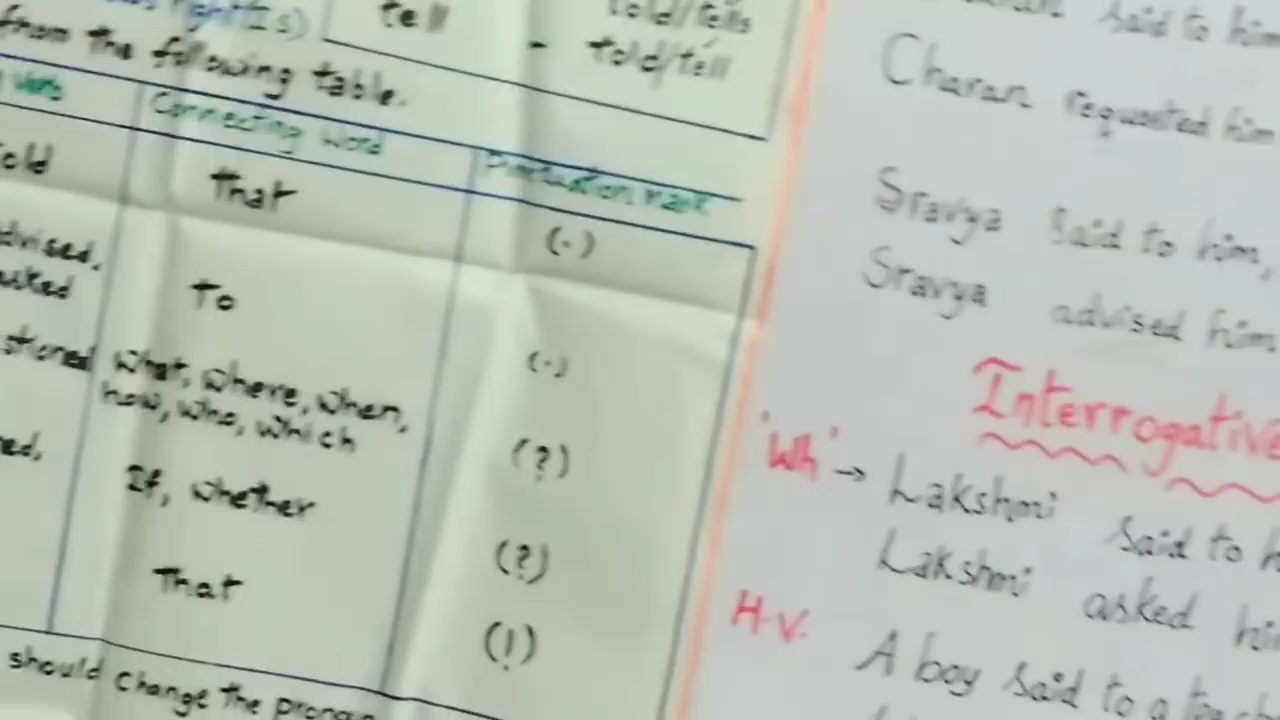 tell told/tells
- told/tell
from the following table.
verb Connecting word Punctuation mark
told That (.)
advised, asked To (.)
What, where, when, how, who, which (?)
If, whether (?)
That (!)
should change the
said to him
Charan requested him
Sravya said to him,
Sravya advised him
Interrogative
'Wh' → Lakshmi said to
Lakshmi asked
H.V. A boy said to a